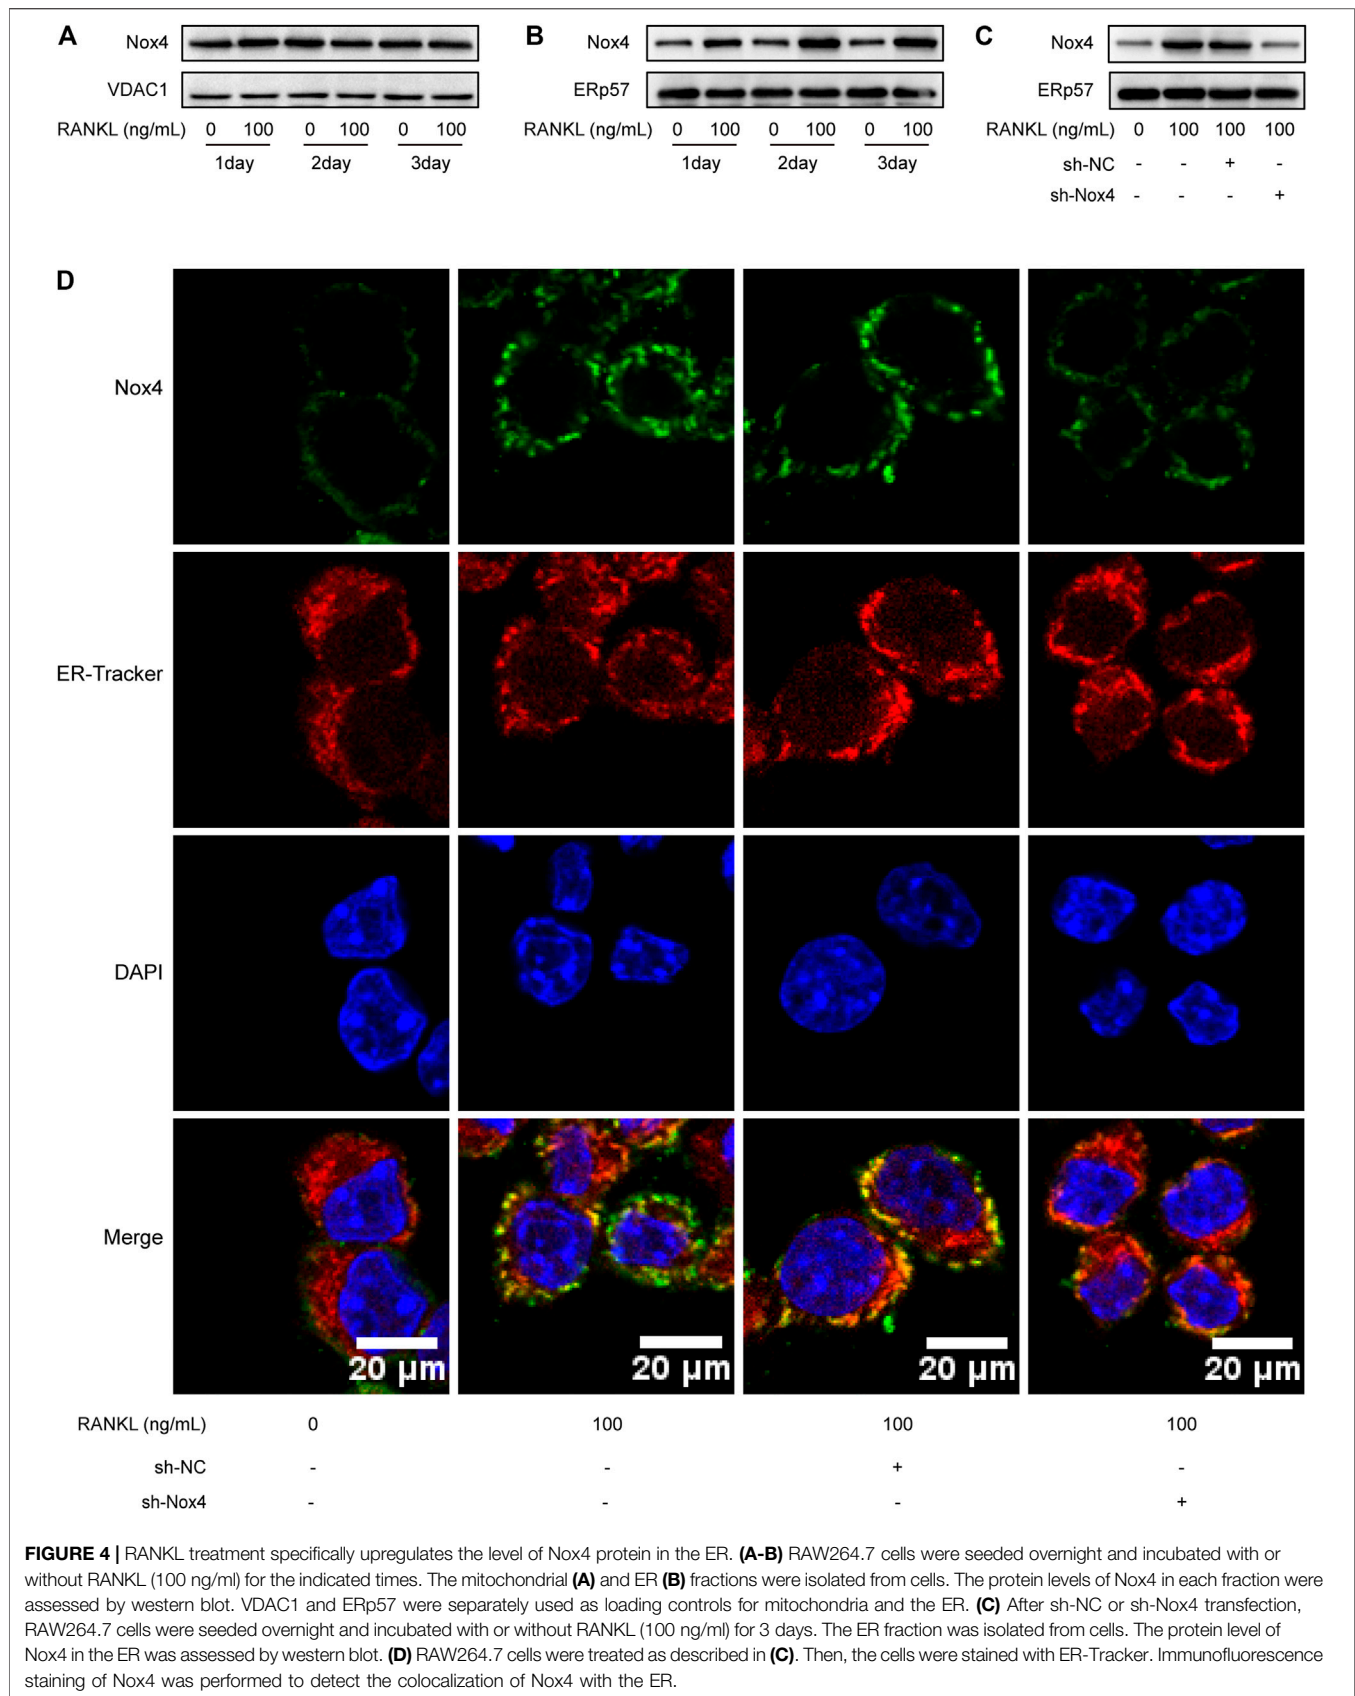 A
Nox4
VDAC1
RANKL (ng/mL) 0 100 0 100 0 100
1day 2day 3day
B
Nox4
ERp57
RANKL (ng/mL) 0 100 0 100 0 100
1day 2day 3day
C
Nox4
ERp57
RANKL (ng/mL) 0 100 100 100
sh-NC - - + -
sh-Nox4 - - - +
D
Nox4
ER-Tracker
DAPI
Merge
20 µm 20 µm 20 µm 20 µm
RANKL (ng/mL) 0 100 100 100
sh-NC - - + -
sh-Nox4 - - - +
FIGURE 4 | RANKL treatment specifically upregulates the level of Nox4 protein in the ER. (A-B) RAW264.7 cells were seeded overnight and incubated with or
without RANKL (100 ng/ml) for the indicated times. The mitochondrial (A) and ER (B) fractions were isolated from cells. The protein levels of Nox4 in each fraction were
assessed by western blot. VDAC1 and ERp57 were separately used as loading controls for mitochondria and the ER. (C) After sh-NC or sh-Nox4 transfection,
RAW264.7 cells were seeded overnight and incubated with or without RANKL (100 ng/ml) for 3 days. The ER fraction was isolated from cells. The protein level of
Nox4 in the ER was assessed by western blot. (D) RAW264.7 cells were treated as described in (C). Then, the cells were stained with ER-Tracker. Immunofluorescence
staining of Nox4 was performed to detect the colocalization of Nox4 with the ER.